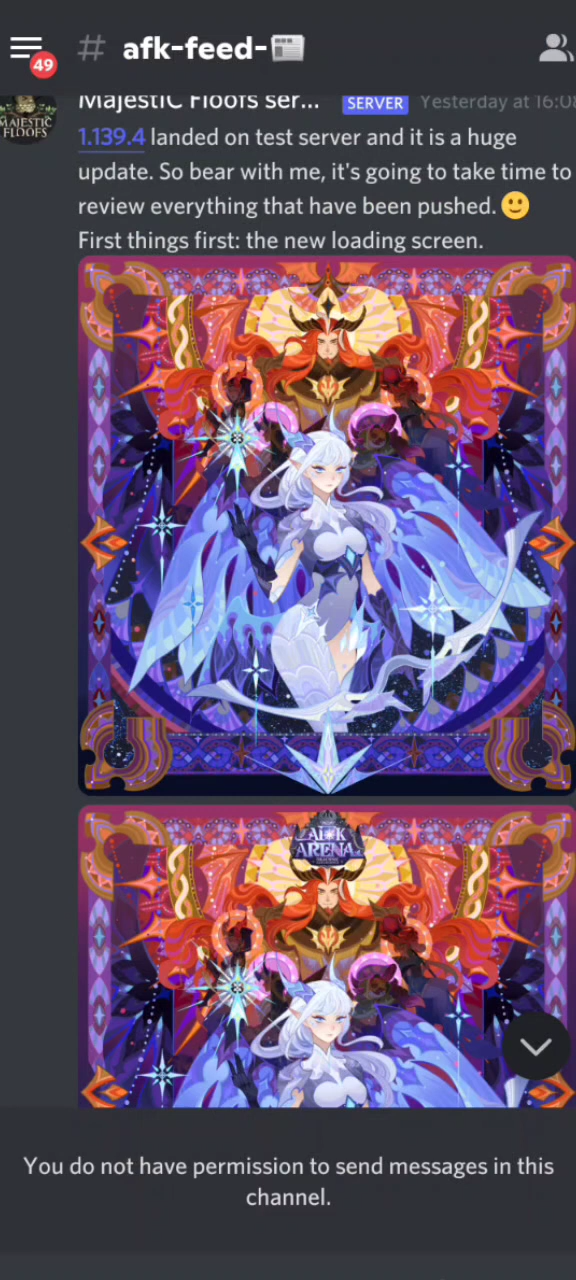 49
# afk-feed-
MajestiC Floofs ser... SERVER Yesterday at 16:08
MAJESTIC
FLOOFS
1.139.4 landed on test server and it is a huge
update. So bear with me, it's going to take time to
review everything that have been pushed.
First things first: the new loading screen.
AFK
ARENA
You do not have permission to send messages in this
channel.